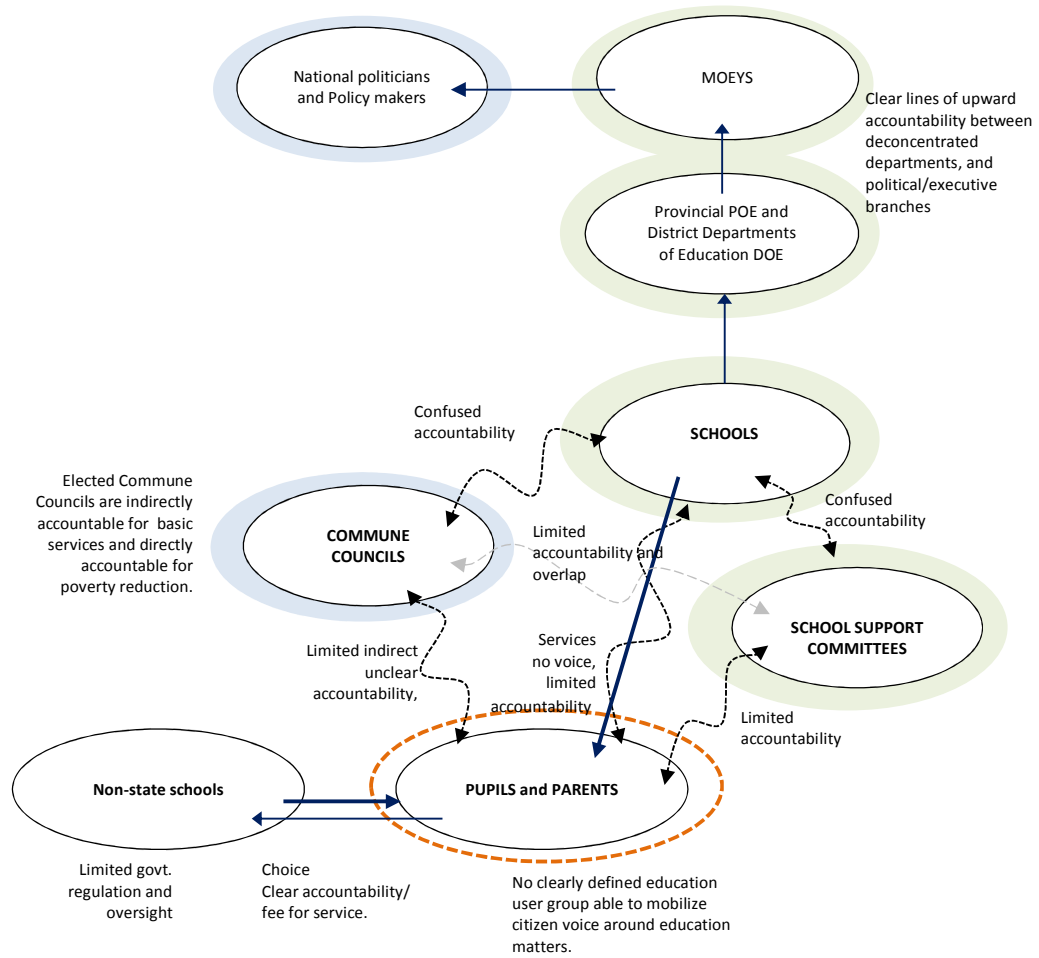 National politicians
and Policy makers
MOEYS
Clear lines of upward
accountability between
deconcentrated
departments, and
political/executive
branches
Provincial POE and
District Departments
of Education DOE
Confused
accountability
SCHOOLS
Elected Commune
Councils are indirectly
accountable for basic
services and directly
accountable for
poverty reduction.
COMMUNE
COUNCILS
Limited
accountability and
overlap
Confused
accountability
SCHOOL SUPPORT
COMMITTEES
Limited indirect
unclear
accountability,
Services
no voice,
limited
accountability
Limited
accountability
Non-state schools
PUPILS and PARENTS
Limited govt.
regulation and
oversight
Choice
Clear accountability/
fee for service.
No clearly defined education
user group able to mobilize
citizen voice around education
matters.